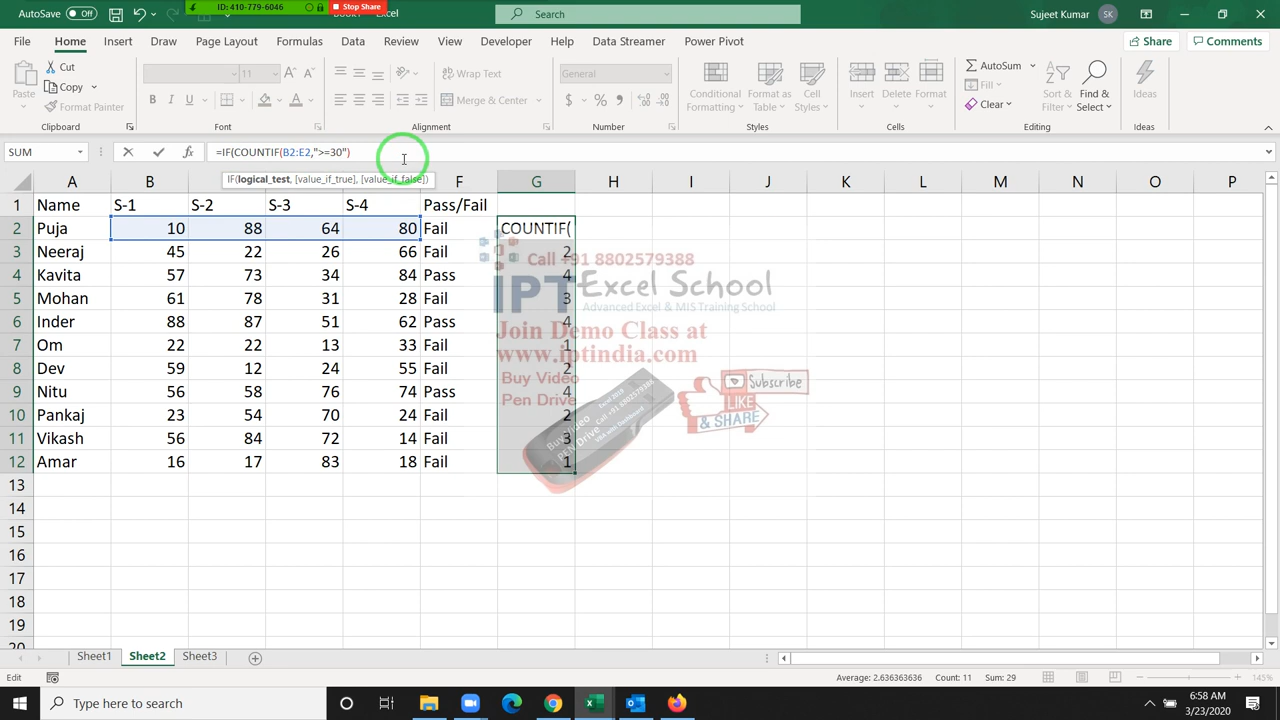 AutoSave Off
ID: 410-779-6046
Stop Share
Excel
Search
Sujeet Kumar SK
File Home Insert Draw Page Layout Formulas Data Review View Developer Help Data Streamer Power Pivot
Share Comments
Paste
Cut
Copy
Format Painter
11
Wrap Text
Merge & Center
General
Conditional Formatting
Format as Table
Cell Styles
Insert Delete Format
AutoSum
Fill
Clear
Sort & Filter
Find & Select
Ideas
Clipboard Font Alignment Number Styles Cells Editing Ideas
SUM =IF(COUNTIF(B2:E2,">=30")
IF(logical_test, [value_if_true], [value_if_false])
A B C D E F G H I J K L M N O P
1 Name S-1 S-2 S-3 S-4 Pass/Fail
2 Puja 10 88 64 80 Fail COUNTIF(
3 Neeraj 45 22 26 66 Fail 2
4 Kavita 57 73 34 84 Pass 4
5 Mohan 61 78 31 28 Fail 3
6 Inder 88 87 51 62 Pass 4
7 Om 22 22 13 33 Fail 1
8 Dev 59 12 24 55 Fail 2
9 Nitu 56 58 76 74 Pass 4
10 Pankaj 23 54 70 24 Fail 2
11 Vikash 56 84 72 14 Fail 3
12 Amar 16 17 83 18 Fail 1
13
14
15
16
17
18
19
20
Call +91 8802579388
iPT Excel School
Advanced Excel & MIS Training School
Join Demo Class at
www.iptindia.com
Buy Video
Pen Drive
Subscribe
LIKE
& SHARE
Sheet1 Sheet2 Sheet3
Edit
Average: 2.636363636 Count: 11 Sum: 29
145%
Type here to search
6:58 AM
3/23/2020